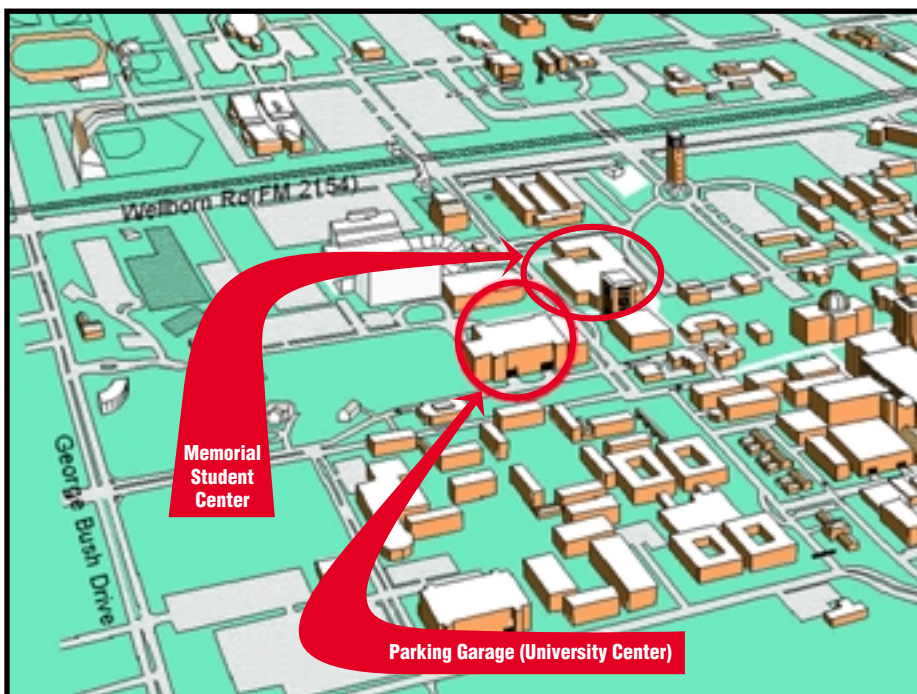 Wellborn Rd(FM 2154)
Memorial
Student
Center
George Bush Drive
Parking Garage (University Center)